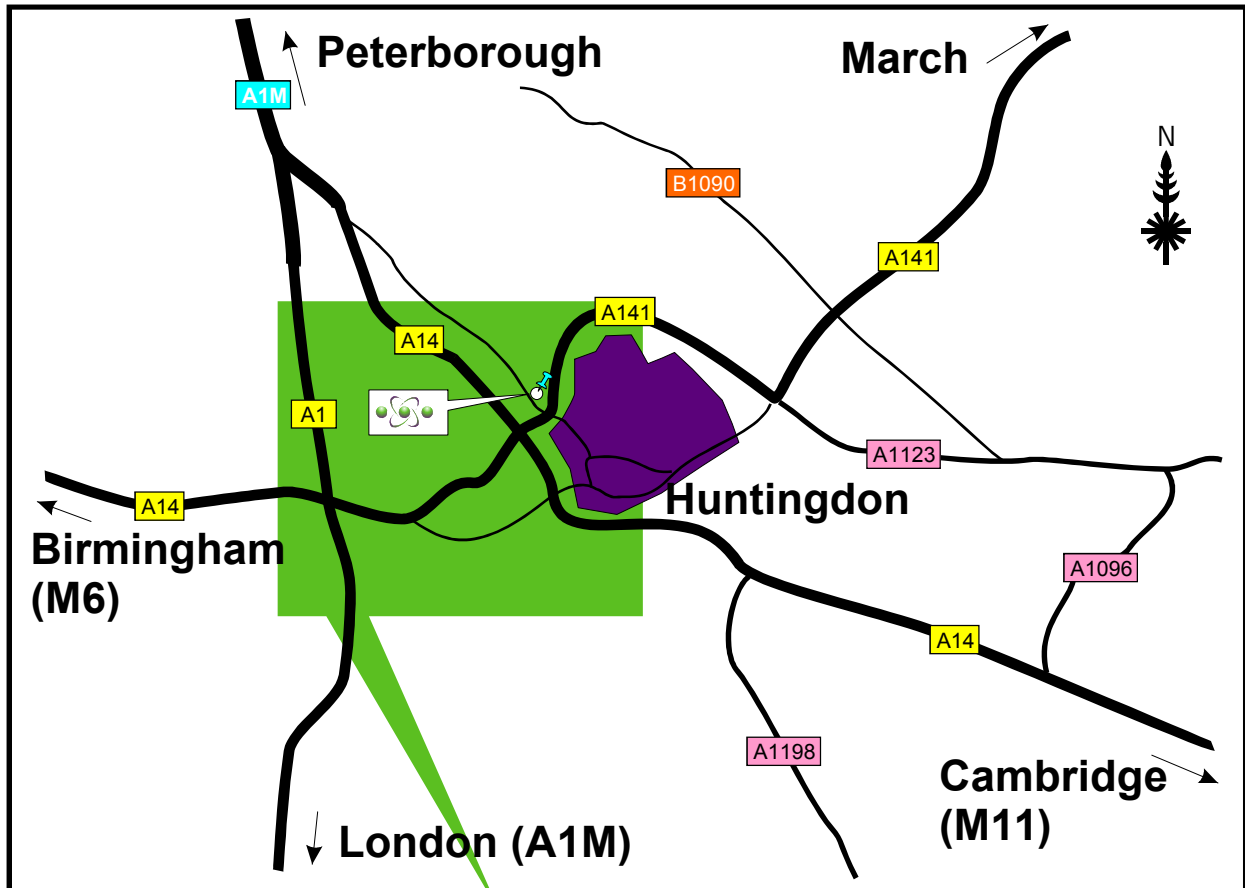 Peterborough
March
A1M
N
B1090
A141
A141
A14
A1
A1123
A14
Huntingdon
Birmingham
(M6)
A1096
A14
A1198
Cambridge
(M11)
London (A1M)